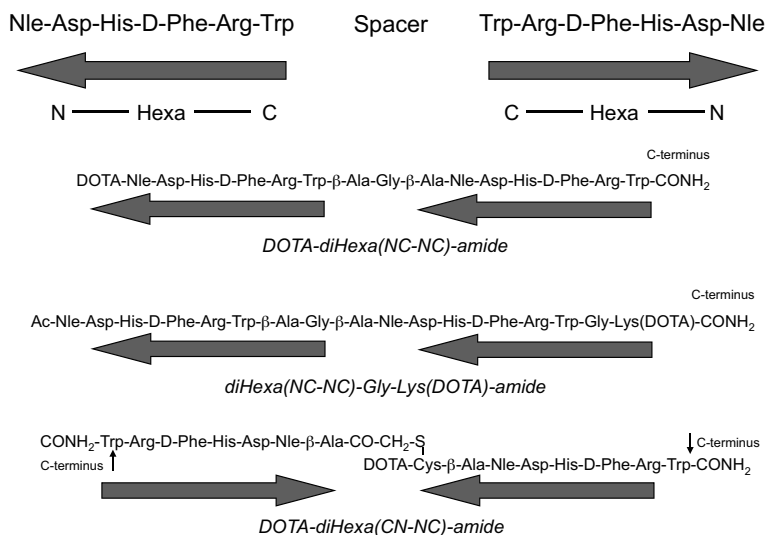 Nle-Asp-His-D-Phe-Arg-Trp Spacer Trp-Arg-D-Phe-His-Asp-Nle
N — Hexa — C C — Hexa — N
C-terminus
DOTA-Nle-Asp-His-D-Phe-Arg-Trp-β-Ala-Gly-β-Ala-Nle-Asp-His-D-Phe-Arg-Trp-CONH₂
DOTA-diHexa(NC-NC)-amide
C-terminus
Ac-Nle-Asp-His-D-Phe-Arg-Trp-β-Ala-Gly-β-Ala-Nle-Asp-His-D-Phe-Arg-Trp-Gly-Lys(DOTA)-CONH₂
diHexa(NC-NC)-Gly-Lys(DOTA)-amide
CONH₂-Trp-Arg-D-Phe-His-Asp-Nle-β-Ala-CO-CH₂-S
C-terminus
C-terminus
DOTA-Cys-β-Ala-Nle-Asp-His-D-Phe-Arg-Trp-CONH₂
DOTA-diHexa(CN-NC)-amide